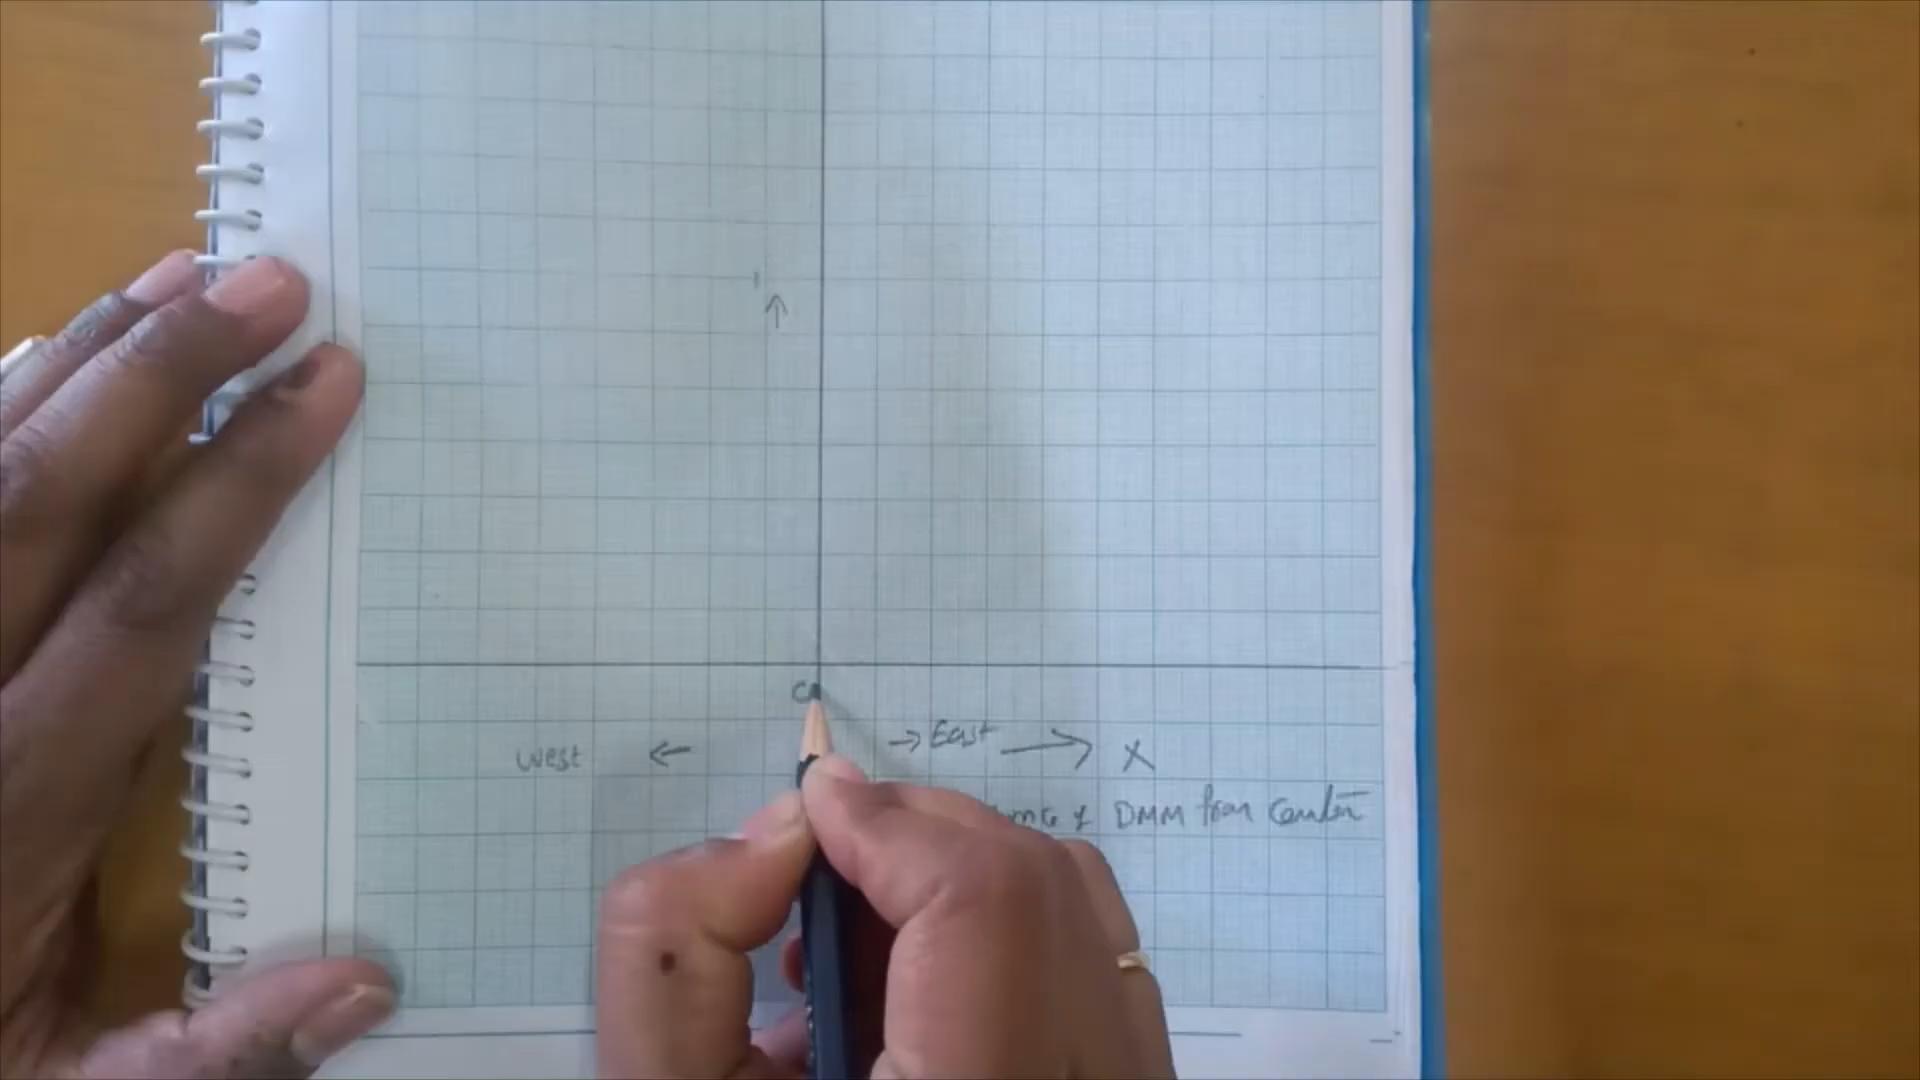 West ← → East → X
DMM from Center